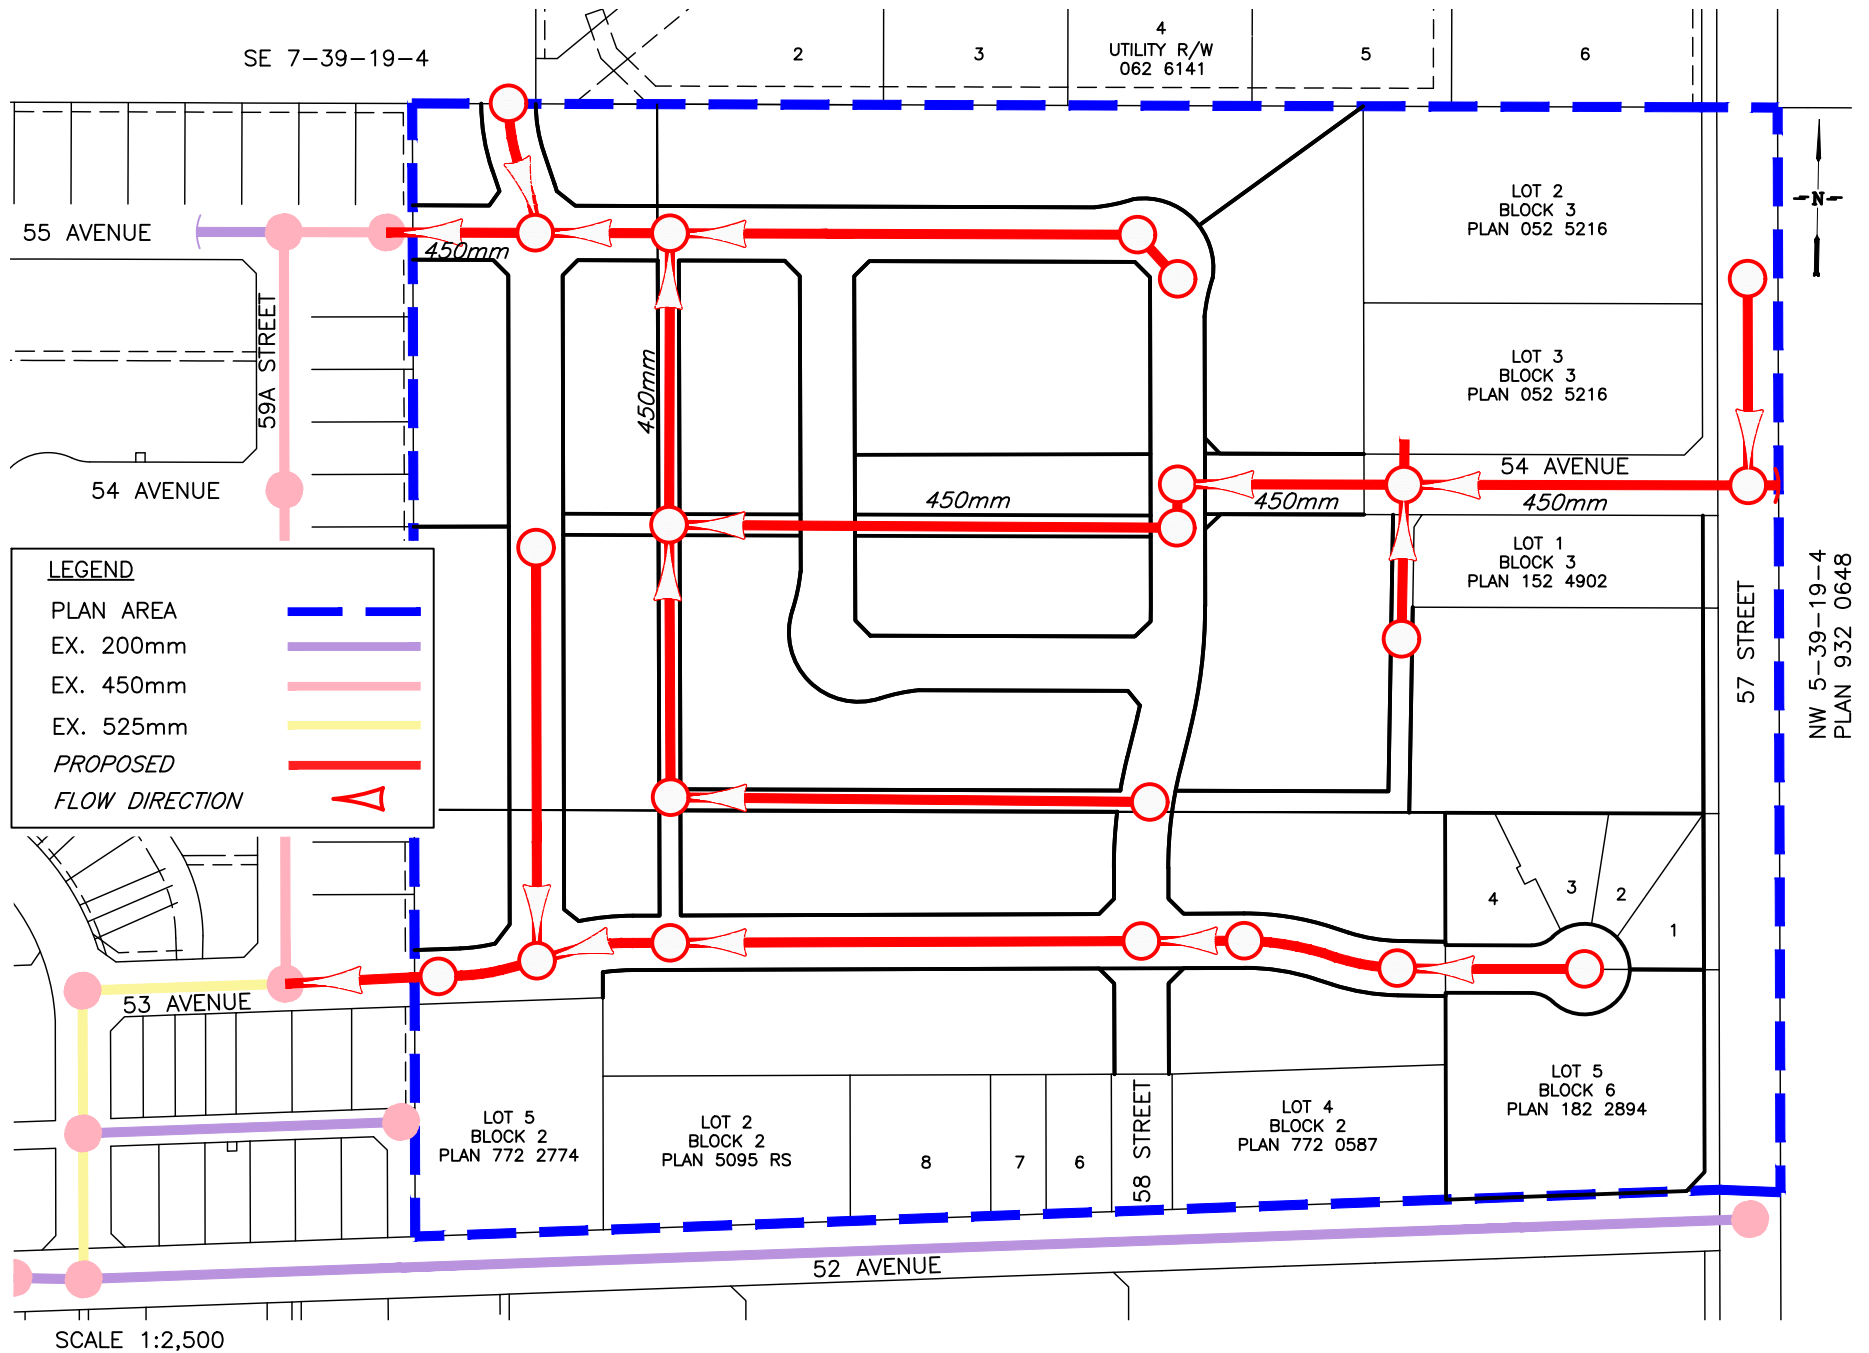 SE 7-39-19-4
2
3
4
UTILITY R/W
062 6141
5
6
N
55 AVENUE
450mm
LOT 2
BLOCK 3
PLAN 052 5216
59A STREET
450mm
LOT 3
BLOCK 3
PLAN 052 5216
54 AVENUE
54 AVENUE
450mm
450mm
450mm
LOT 1
BLOCK 3
PLAN 152 4902
57 STREET
NW 5-39-19-4
PLAN 932 0648
LEGEND
PLAN AREA
EX. 200mm
EX. 450mm
EX. 525mm
PROPOSED
FLOW DIRECTION
4
3
2
1
53 AVENUE
LOT 5
BLOCK 2
PLAN 772 2774
LOT 2
BLOCK 2
PLAN 5095 RS
8
7
6
58 STREET
LOT 4
BLOCK 2
PLAN 772 0587
LOT 5
BLOCK 6
PLAN 182 2894
52 AVENUE
SCALE 1:2,500